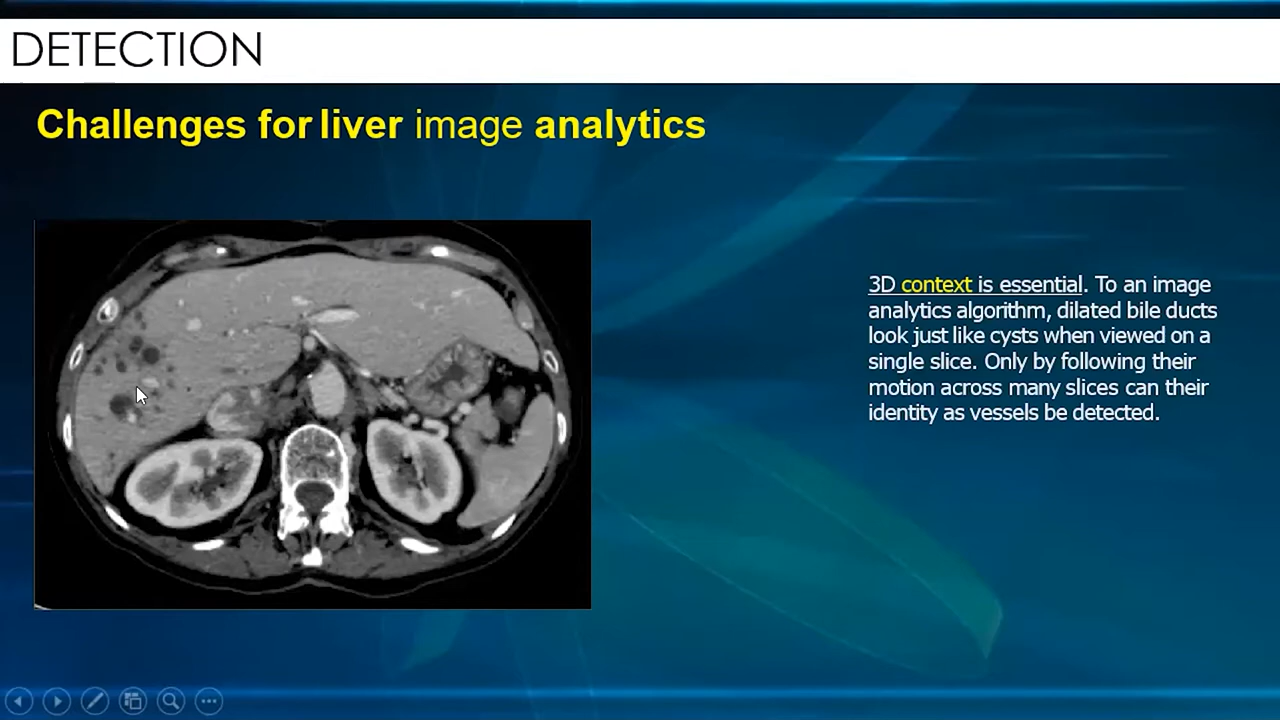 DETECTION
Challenges for liver image analytics
3D context is essential. To an image
analytics algorithm, dilated bile ducts
look just like cysts when viewed on a
single slice. Only by following their
motion across many slices can their
identity as vessels be detected.